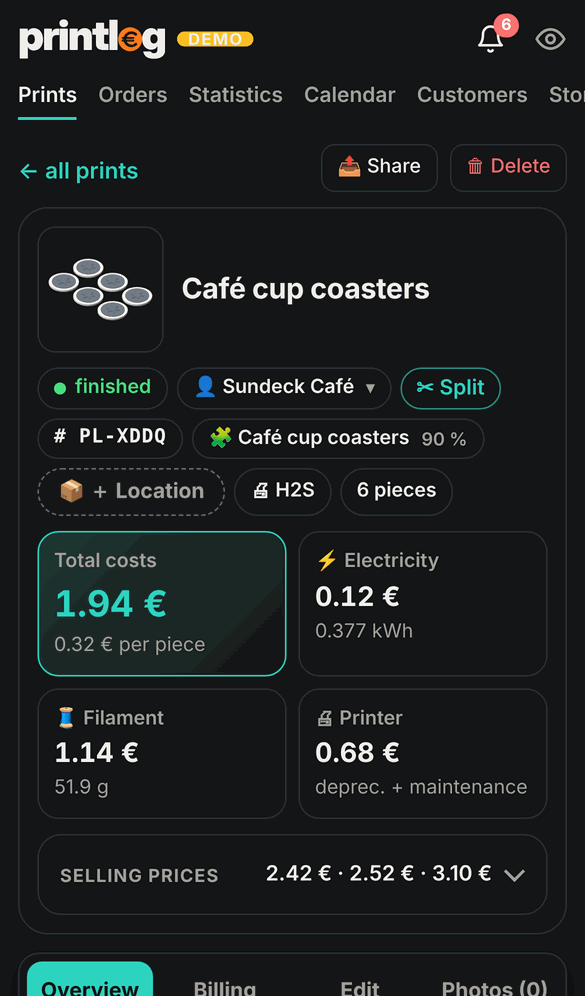 printl€g DEMO 6
Prints Orders Statistics Calendar Customers
← all prints Share Delete
Café cup coasters
finished Sundeck Café ▾ Split
# PL-XDDQ Café cup coasters 90 %
+ Location H2S 6 pieces
Total costs
1.94 €
0.32 € per piece
Electricity
0.12 €
0.377 kWh
Filament
1.14 €
51.9 g
Printer
0.68 €
deprec. + maintenance
SELLING PRICES 2.42 € · 2.52 € · 3.10 €
Overview Billing Edit Photos (0)